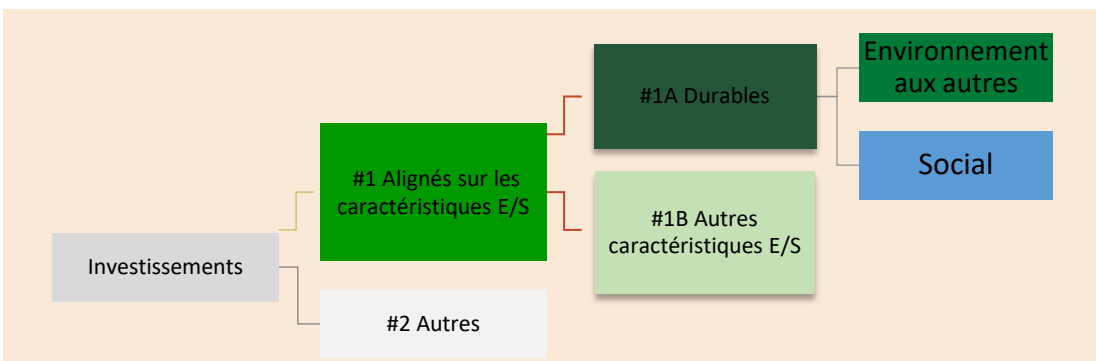 Investissements
#1 Alignés sur les
caractéristiques E/S
#2 Autres
#1A Durables
#1B Autres
caractéristiques E/S
Environnement
aux autres
Social